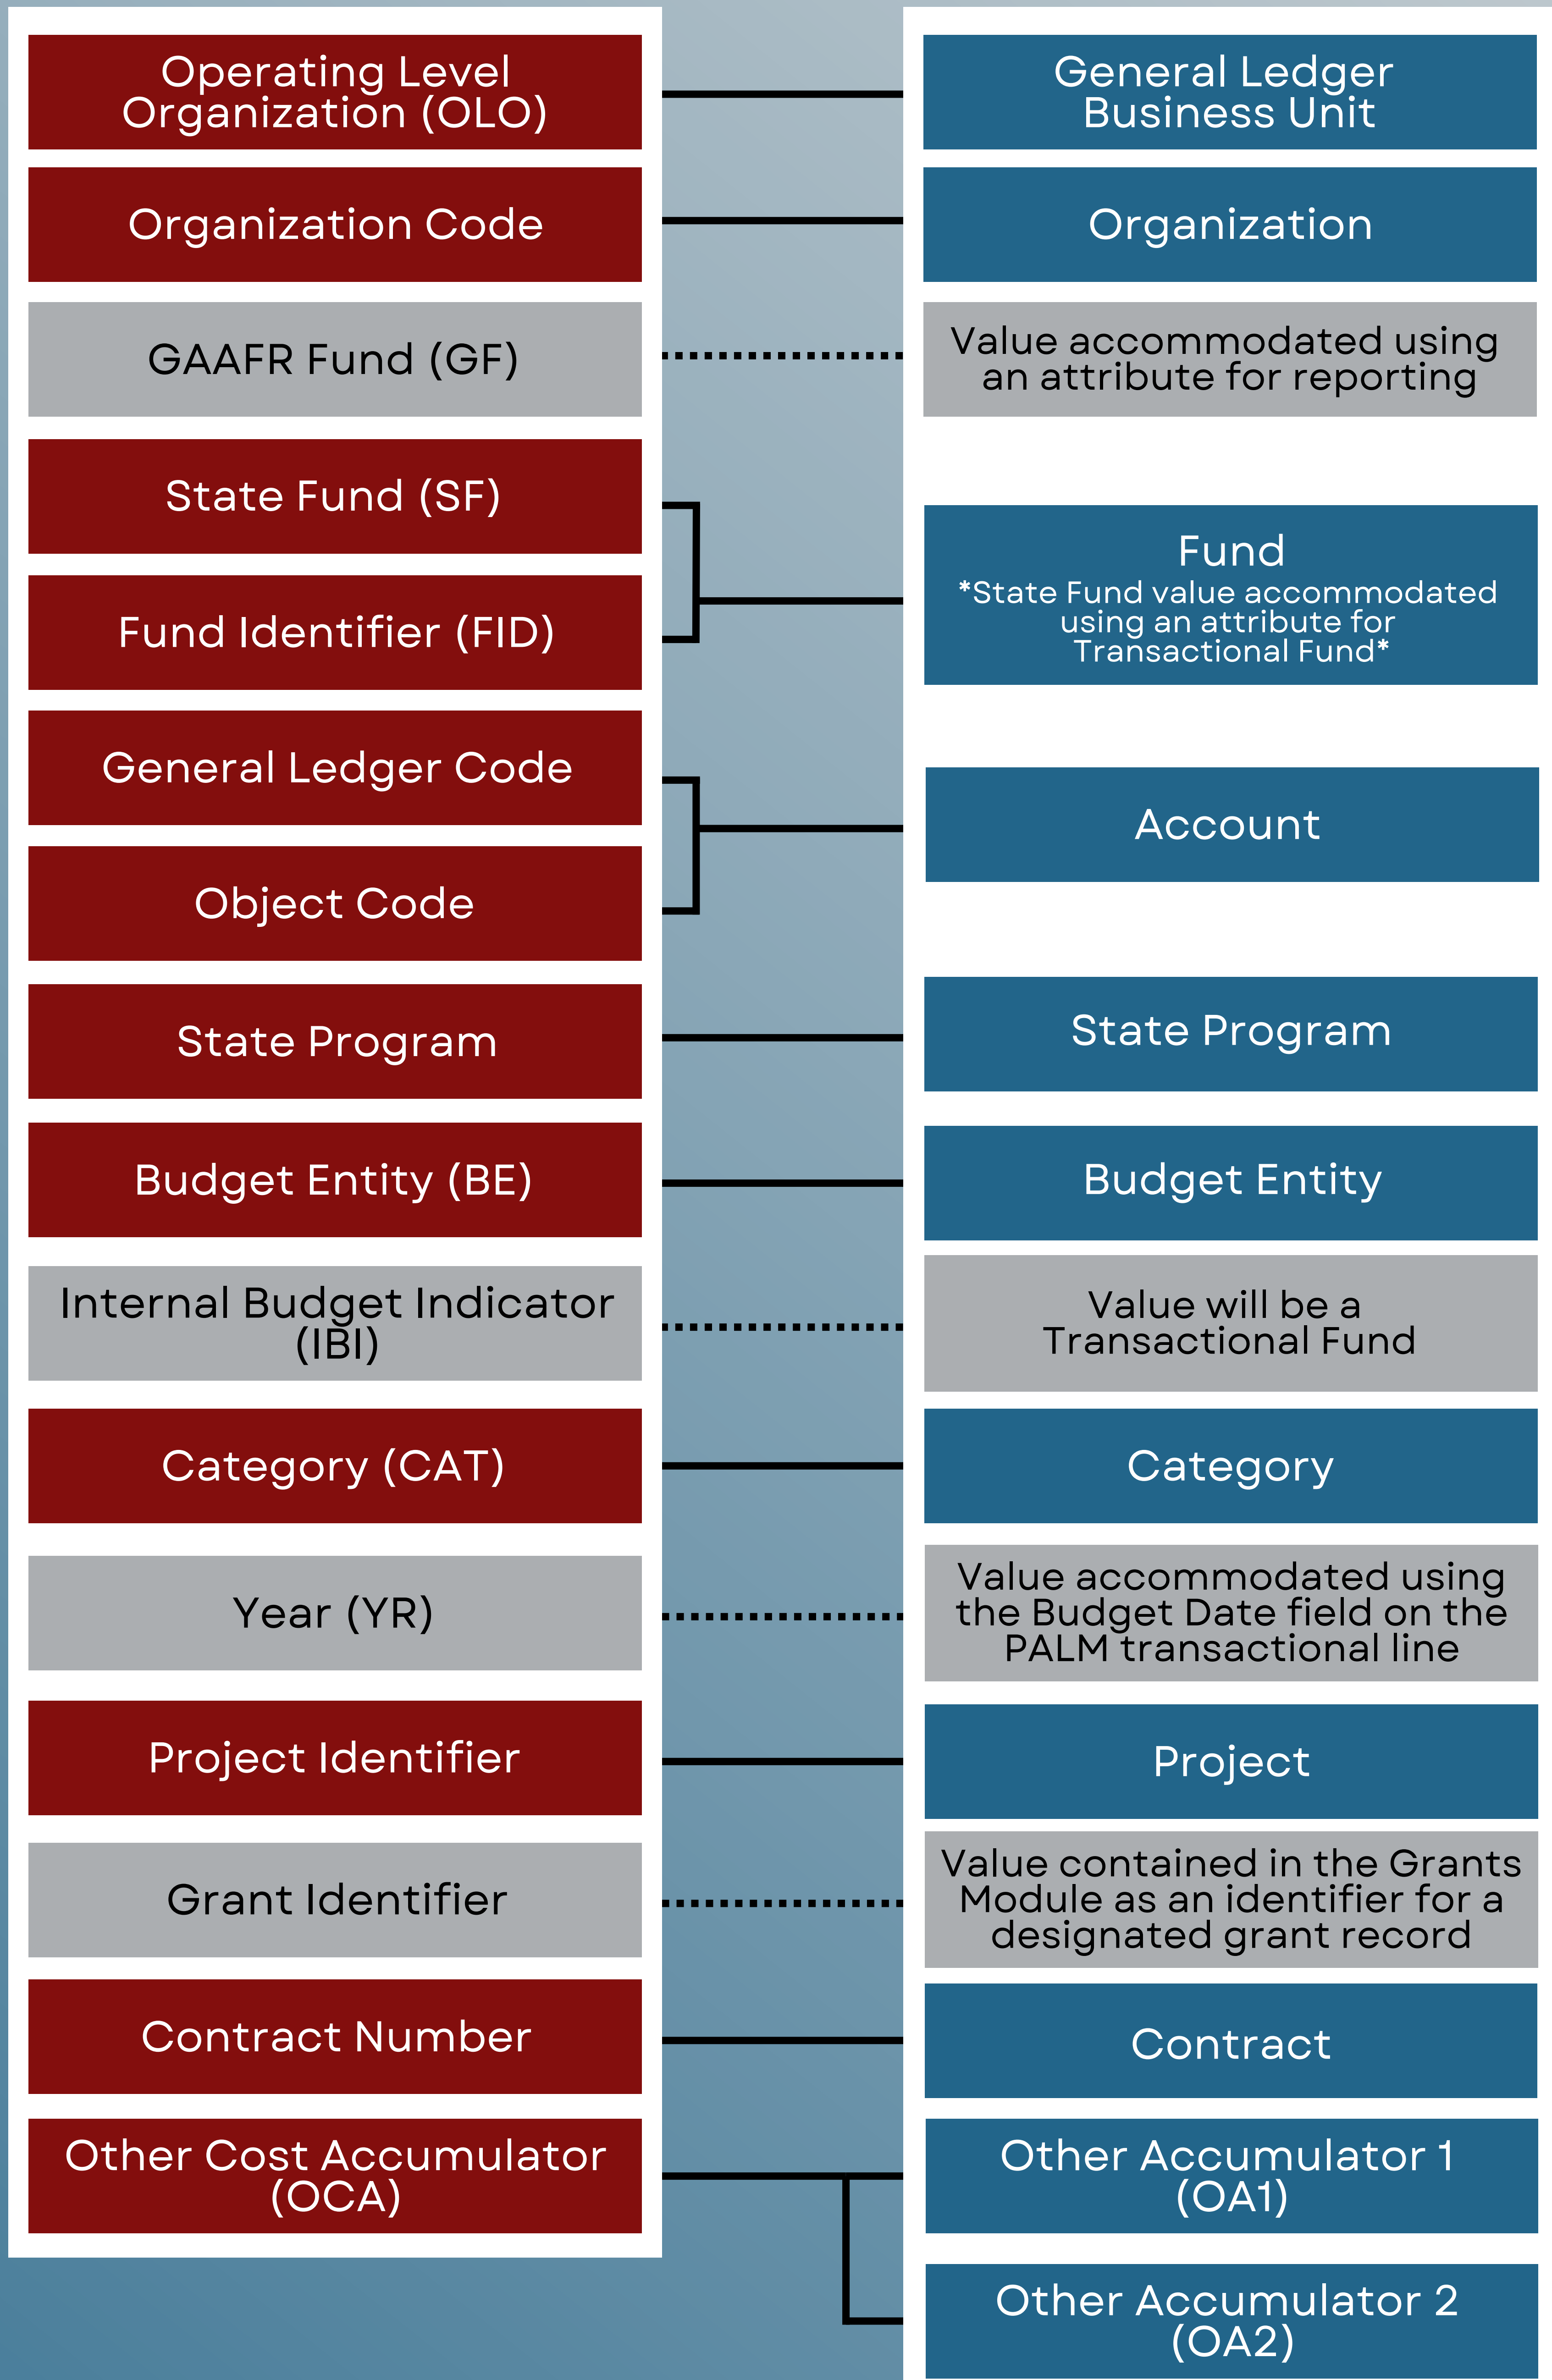 Operating Level
Organization (OLO)
General Ledger
Business Unit
Organization Code
Organization
GAAFR Fund (GF)
Value accommodated using
an attribute for reporting
State Fund (SF)
Fund Identifier (FID)
Fund
*State Fund value accommodated
using an attribute for
Transactional Fund*
General Ledger Code
Object Code
Account
State Program
State Program
Budget Entity (BE)
Budget Entity
Internal Budget Indicator
(IBI)
Value will be a
Transactional Fund
Category (CAT)
Category
Year (YR)
Value accommodated using
the Budget Date field on the
PALM transactional line
Project Identifier
Project
Grant Identifier
Value contained in the Grants
Module as an identifier for a
designated grant record
Contract Number
Contract
Other Cost Accumulator
(OCA)
Other Accumulator 1
(OA1)
Other Accumulator 2
(OA2)